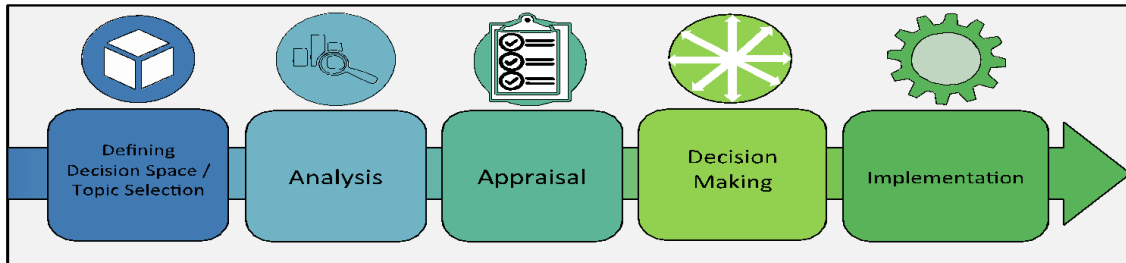 Defining
Decision Space /
Topic Selection
Analysis
Appraisal
Decision
Making
Implementation